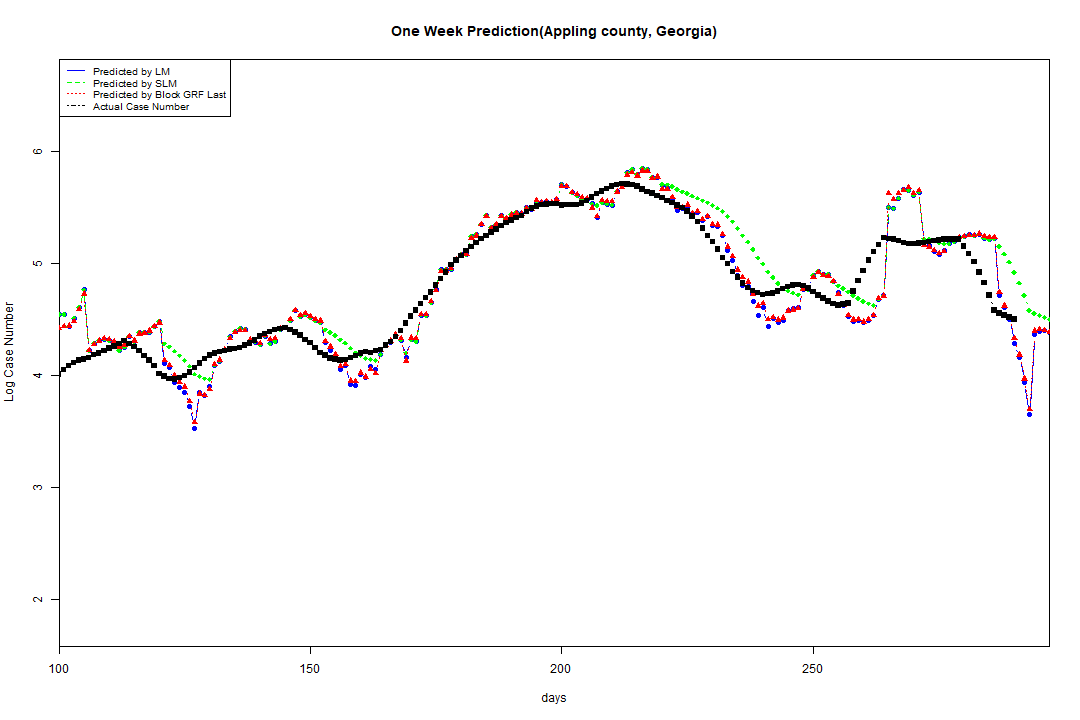 One Week Prediction(Appling county, Georgia)
Predicted by LM
Predicted by SLM
Predicted by Block GRF Last
Actual Case Number
6
5
4
3
2
Log Case Number
100 150 200 250
days